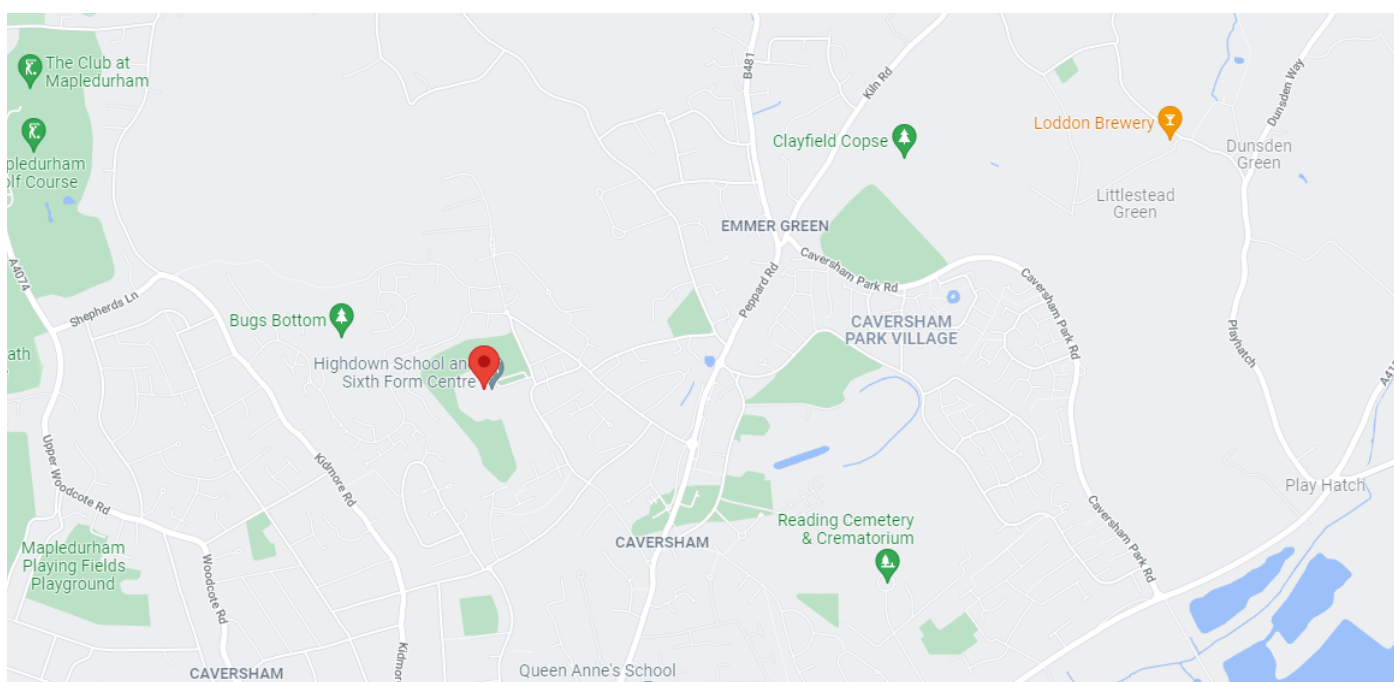 The Club at
Mapledurham
pledurham
olf Course
B481
Kiln Rd
Clayfield Copse
Loddon Brewery
Dunsden Way
Dunsden
Green
Littlestead
Green
EMMER GREEN
A4074
Shepherds Ln
Bugs Bottom
Peppard Rd
Caversham Park Rd
Caversham Park Rd
CAVERSHAM
PARK VILLAGE
Playhatch
ath
Highdown School an
Sixth Form Centre
A41
Upper Woodcote Rd
Kidmore Rd
Play Hatch
Caversham Park Rd
Reading Cemetery
& Crematorium
CAVERSHAM
Mapledurham
Playing Fields
Playground
Woodcote Rd
Kidmor
CAVERSHAM
Queen Anne's School